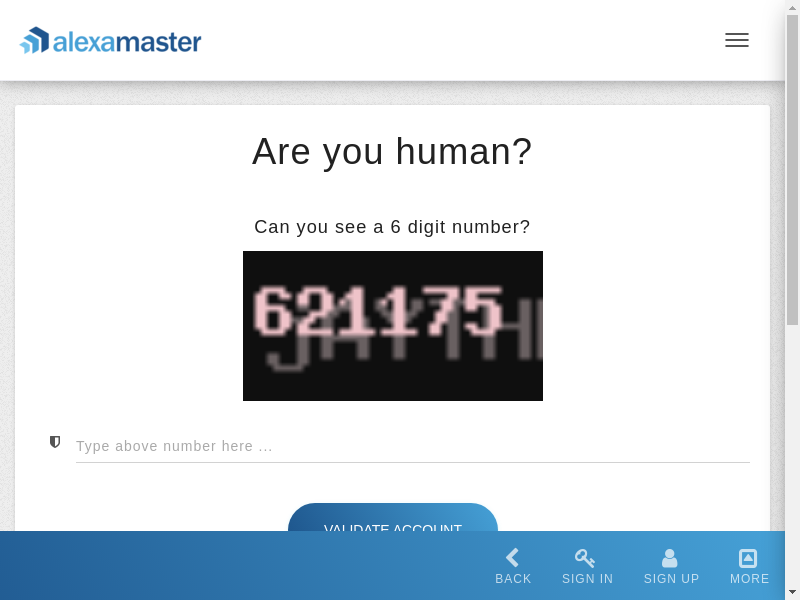 alexamaster
Are you human?
Can you see a 6 digit number?
621175
Type above number here ...
VALIDATE ACCOUNT
BACK
SIGN IN
SIGN UP
MORE